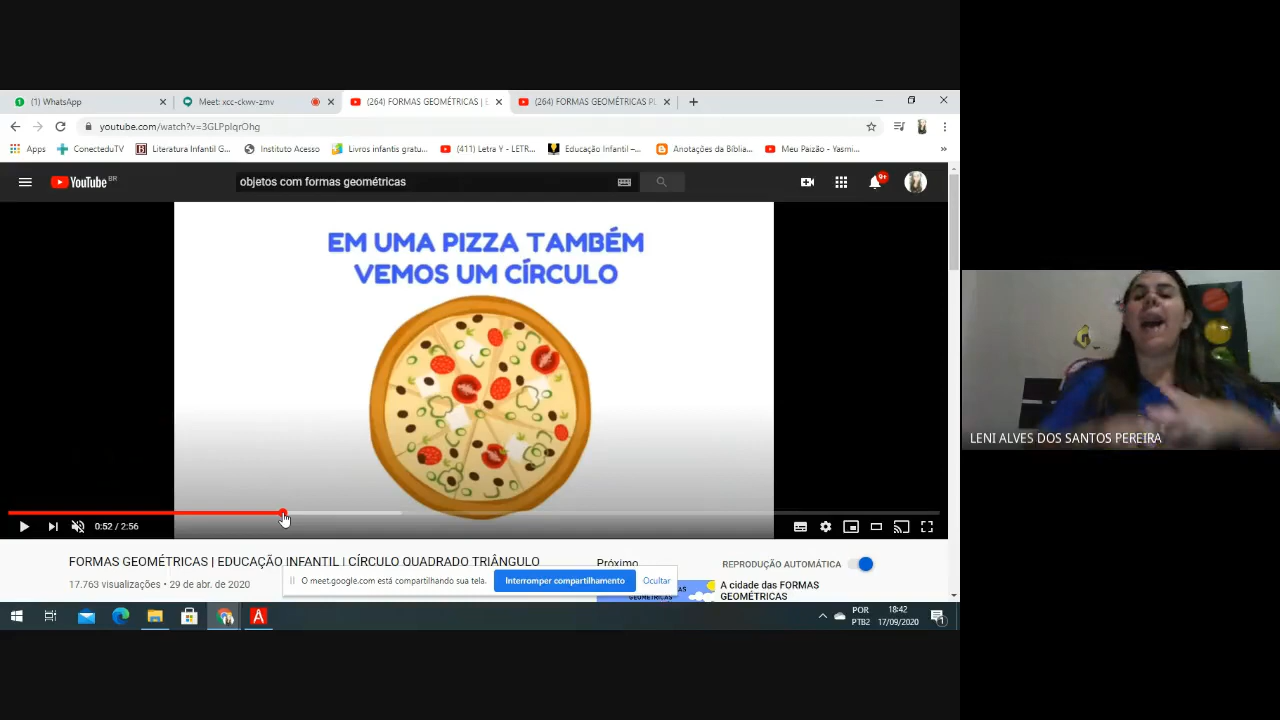 (1) WhatsApp
Meet: xcc-ckwv-zmv
(264) FORMAS GEOMÉTRICAS | E
(264) FORMAS GEOMÉTRICAS PL
youtube.com/watch?v=3GLPplqrOhg
Apps
ConecteduTV
Literatura Infantil G...
Instituto Acesso
Livros infantis gratu...
(411) Letra Y - LETR...
Educação Infantil –...
Anotações da Bíblia...
Meu Paizão - Yasmi...
YouTube BR
objetos com formas geométricas
9+
EM UMA PIZZA TAMBÉM
VEMOS UM CÍRCULO
LENI ALVES DOS SANTOS PEREIRA
0:52 / 2:56
FORMAS GEOMÉTRICAS | EDUCAÇÃO INFANTIL | CÍRCULO QUADRADO TRIÂNGULO
17.763 visualizações • 29 de abr. de 2020
Próximo
REPRODUÇÃO AUTOMÁTICA
A cidade das FORMAS
GEOMÉTRICAS
O meet.google.com está compartilhando sua tela.
Interromper compartilhamento
Ocultar
POR
PTB2
18:42
17/09/2020
1